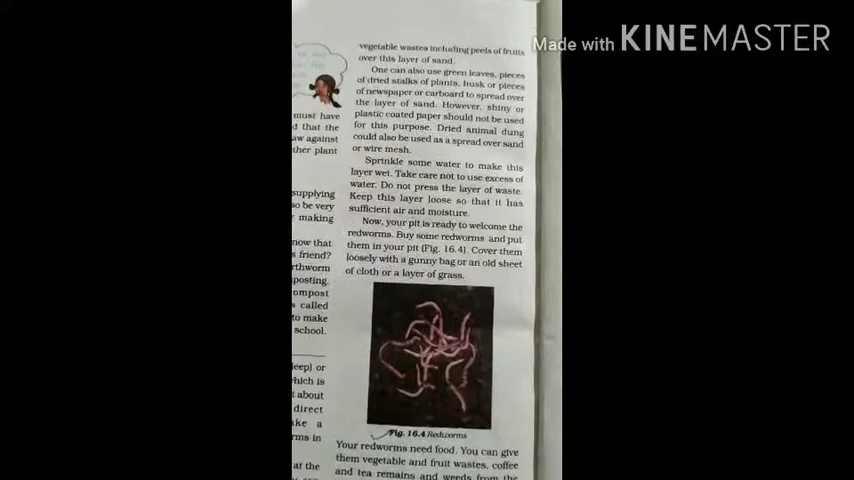 Made with KINEMASTER
must have
d that the
aw against
ther plant
supplying
so be very
making
now that
s friend?
rthworm
posting.
ompost
s called
to make
school.
leep) or
which is
t about
direct
ke a
rms in
at the
vegetable wastes including peels of fruits
over this layer of sand.
One can also use green leaves, pieces
of dried stalks of plants, husk or pieces
of newspaper or carboard to spread over
the layer of sand. However, shiny or
plastic coated paper should not be used
for this purpose. Dried animal dung
could also be used as a spread over sand
or wire mesh.
Sprinkle some water to make this
layer wet. Take care not to use excess of
water. Do not press the layer of waste.
Keep this layer loose so that it has
sufficient air and moisture.
Now, your pit is ready to welcome the
redworms. Buy some redworms and put
them in your pit (Fig. 16.4). Cover them
loosely with a gunny bag or an old sheet
of cloth or a layer of grass.
Fig. 16.4 Redworms
Your redworms need food. You can give
them vegetable and fruit wastes, coffee
and tea remains and weeds from the